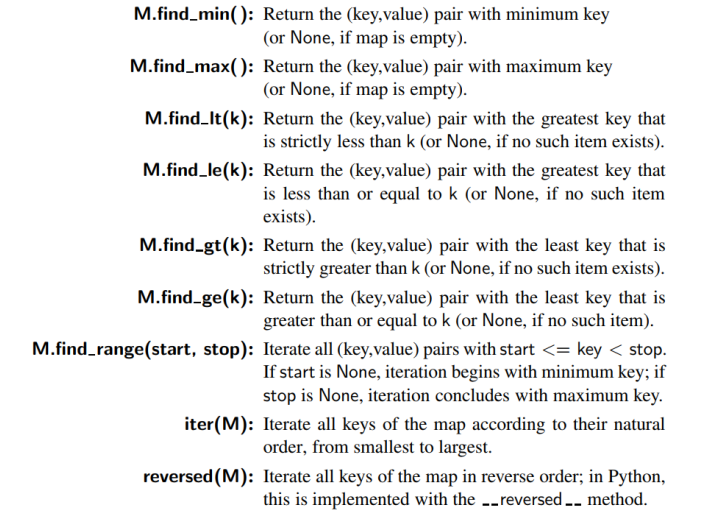 M.find_min( ): Return the (key,value) pair with minimum key
(or None, if map is empty).
M.find_max( ): Return the (key,value) pair with maximum key
(or None, if map is empty).
M.find_lt(k): Return the (key,value) pair with the greatest key that
is strictly less than k (or None, if no such item exists).
M.find_le(k): Return the (key,value) pair with the greatest key that
is less than or equal to k (or None, if no such item
exists).
M.find_gt(k): Return the (key,value) pair with the least key that is
strictly greater than k (or None, if no such item exists).
M.find_ge(k): Return the (key,value) pair with the least key that is
greater than or equal to k (or None, if no such item).
M.find_range(start, stop): Iterate all (key,value) pairs with start <= key < stop.
If start is None, iteration begins with minimum key; if
stop is None, iteration concludes with maximum key.
iter(M): Iterate all keys of the map according to their natural
order, from smallest to largest.
reversed(M): Iterate all keys of the map in reverse order; in Python,
this is implemented with the __reversed__ method.